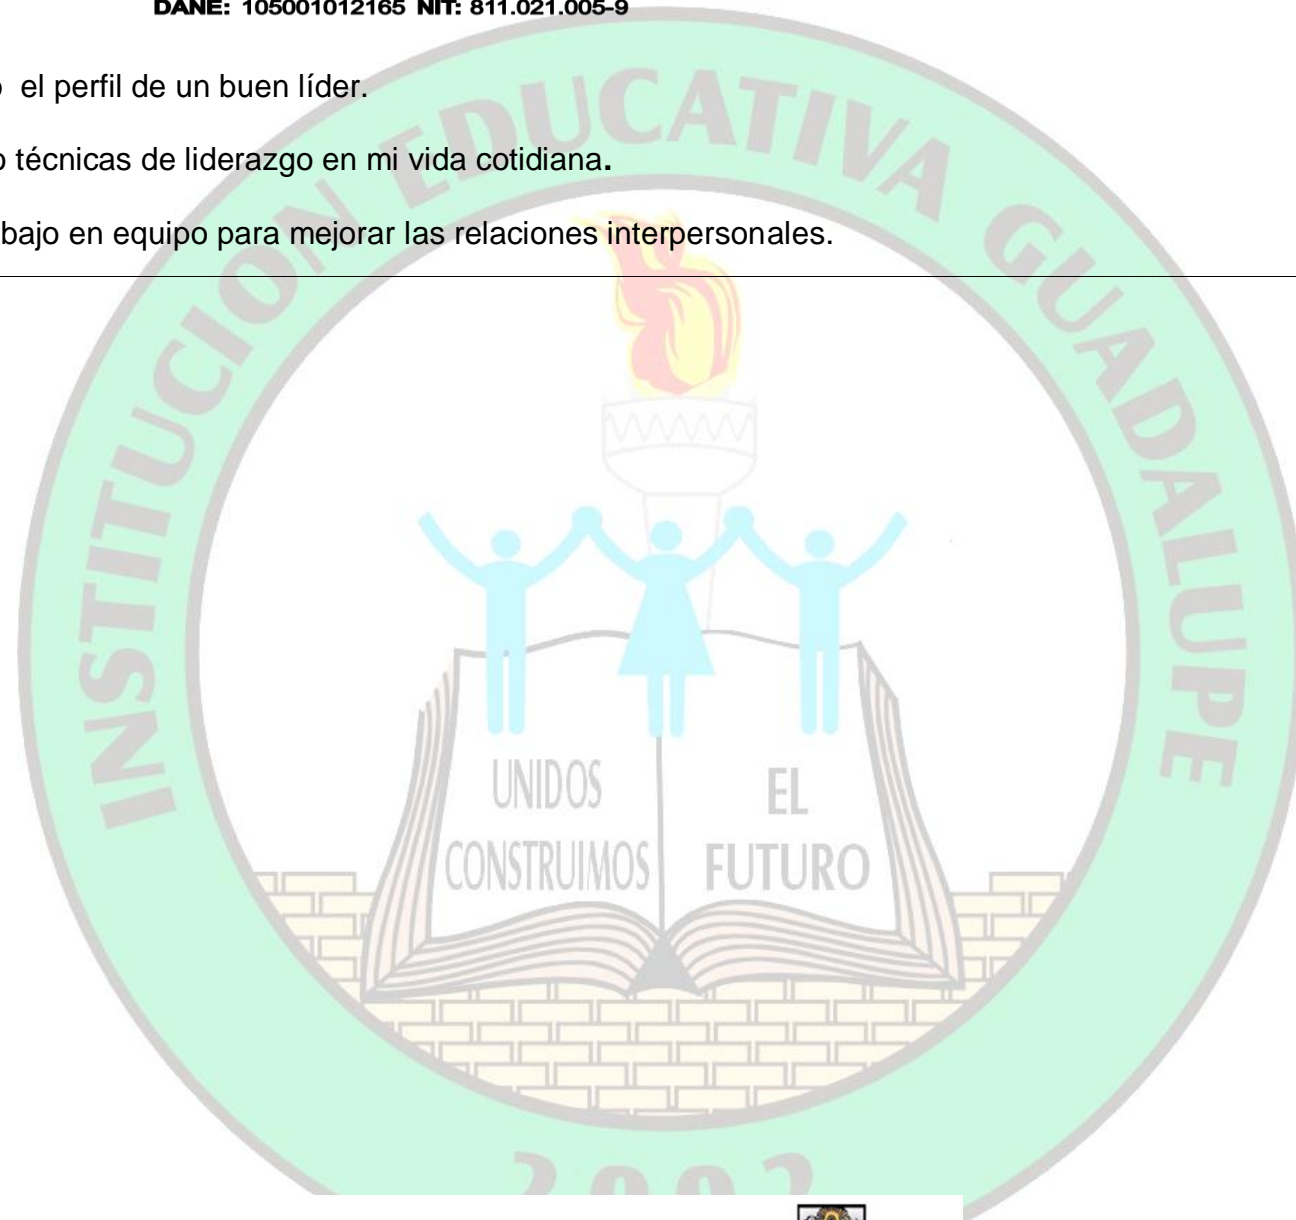 DANE: 105001012165 NIT: 811.021.005-9
el perfil de un buen líder.
técnicas de liderazgo en mi vida cotidiana.
bajo en equipo para mejorar las relaciones interpersonales.
INSTITUCION EDUCATIVA GUADALUPE
UNIDOS EL
CONSTRUIMOS FUTURO
2002